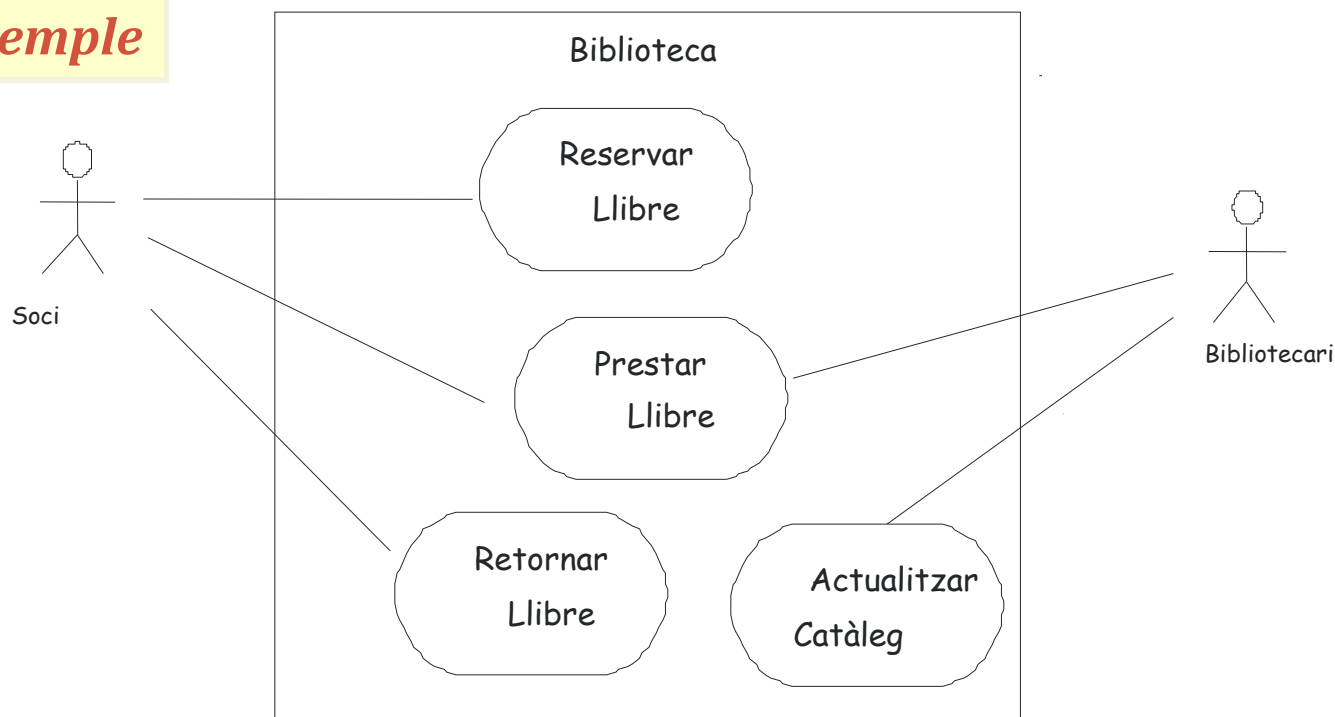 emple
Biblioteca
Reservar
Llibre
Soci
Prestar
Llibre
Bibliotecari
Retornar
Llibre
Actualitzar
Catàleg